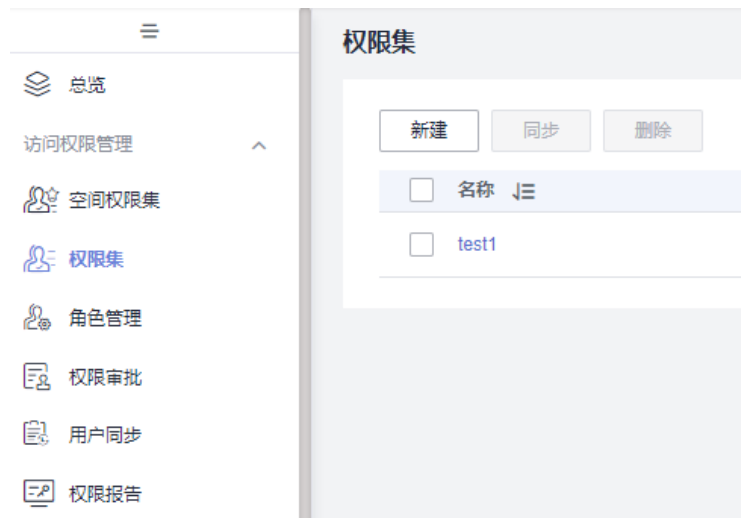 总览
访问权限管理
空间权限集
权限集
角色管理
权限审批
用户同步
权限报告
权限集
新建 同步 删除
名称
test1